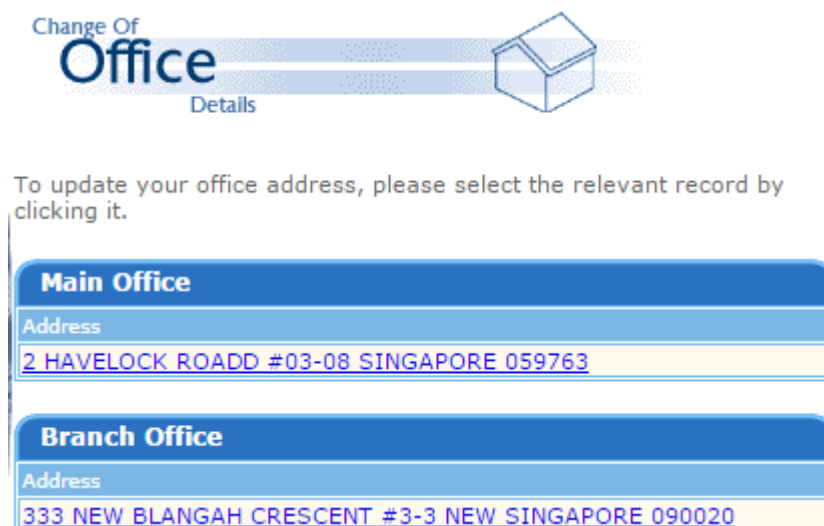 Change Of
Office
Details
To update your office address, please select the relevant record by
clicking it.
Main Office
Address
2 HAVELOCK ROADD #03-08 SINGAPORE 059763
Branch Office
Address
333 NEW BLANGAH CRESCENT #3-3 NEW SINGAPORE 090020